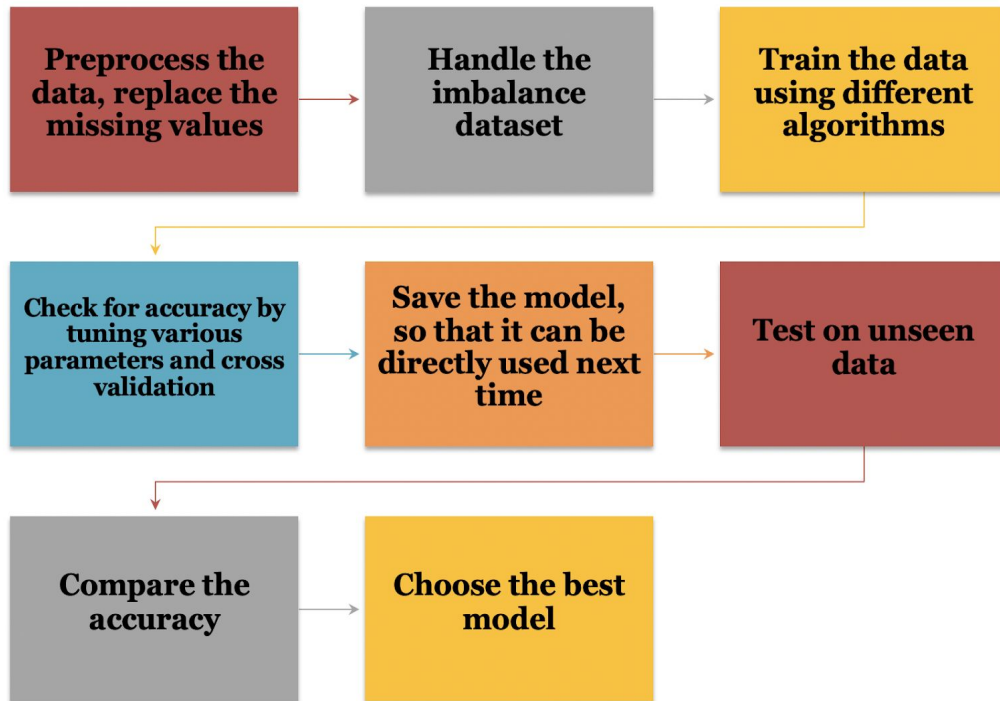 Preprocess the
data, replace the
missing values
Handle the
imbalance
dataset
Train the data
using different
algorithms
Check for accuracy by
tuning various
parameters and cross
validation
Save the model,
so that it can be
directly used next
time
Test on unseen
data
Compare the
accuracy
Choose the best
model